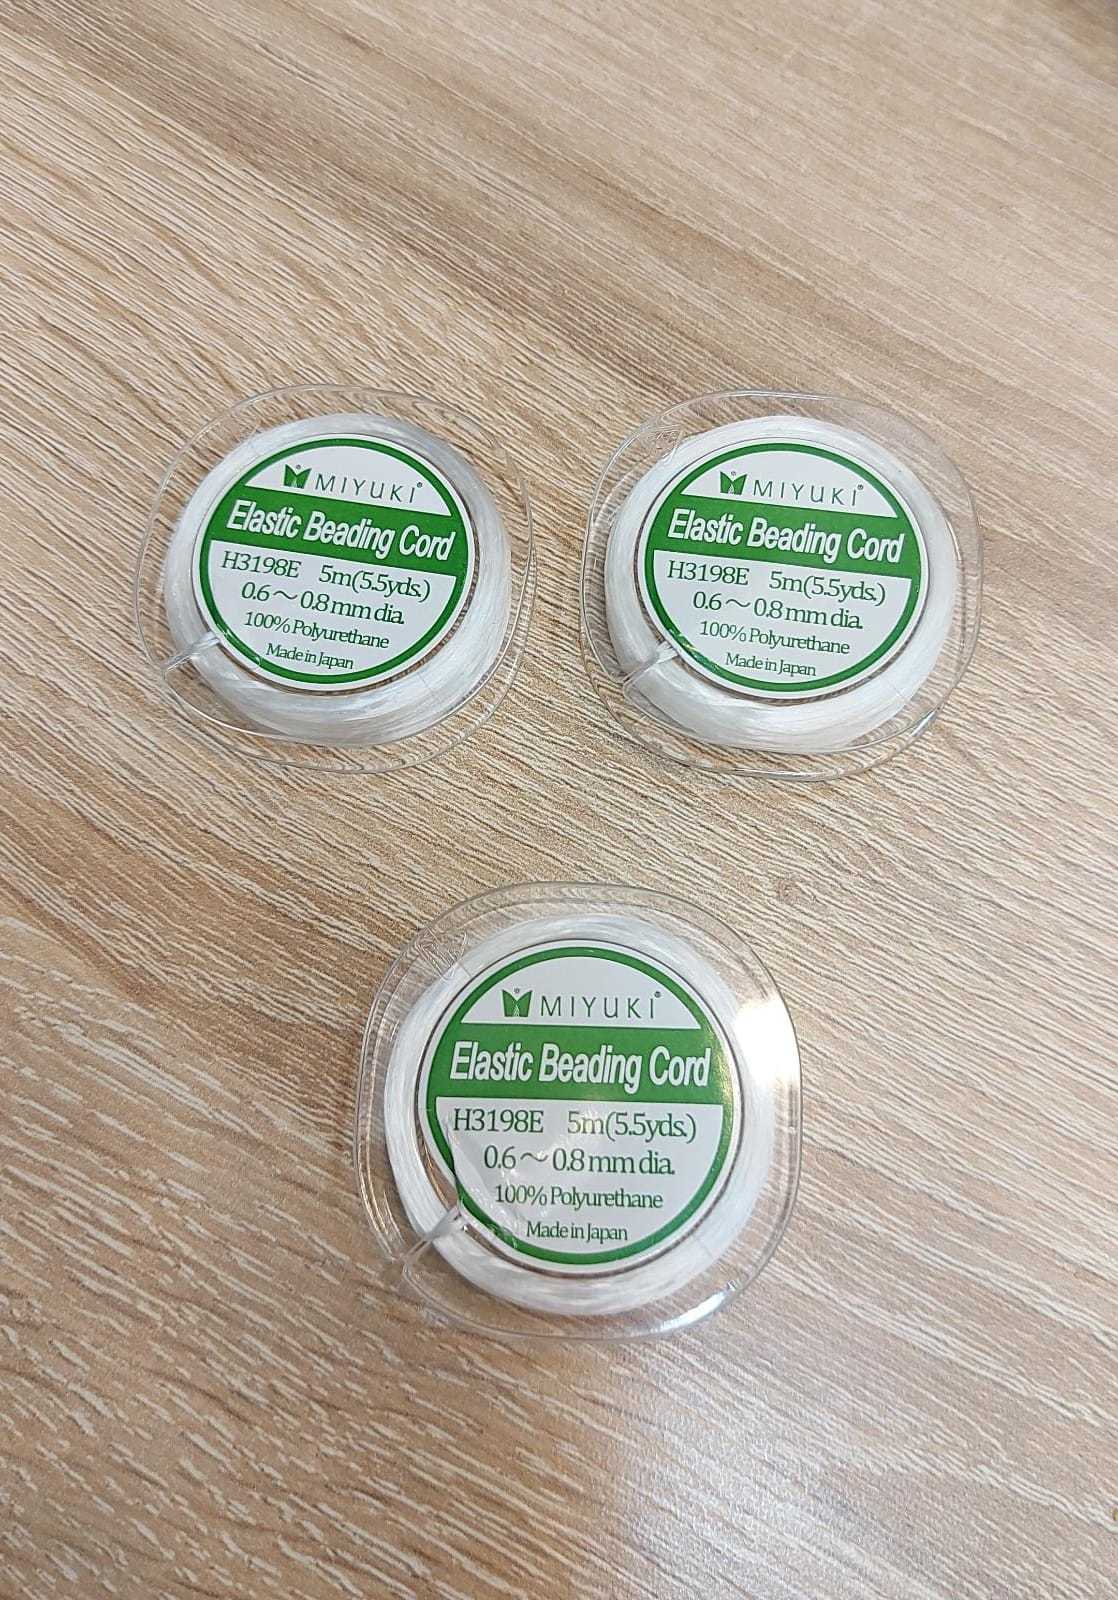 MIYUKI®
Elastic Beading Cord
H3198E 5m(5.5yds.)
0.6～0.8mm dia.
100% Polyurethane
Made in Japan
MIYUKI®
Elastic Beading Cord
H3198E 5m(5.5yds.)
0.6～0.8mm dia.
100% Polyurethane
Made in Japan
MIYUKI®
Elastic Beading Cord
H3198E 5m(5.5yds.)
0.6～0.8mm dia.
100% Polyurethane
Made in Japan